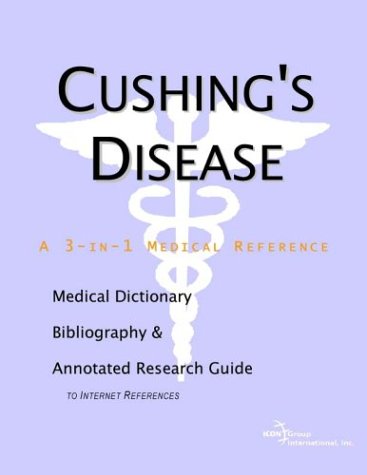 CUSHING'S
DISEASE
A 3-IN-1 MEDICAL REFERENCE
Medical Dictionary
Bibliography &
Annotated Research Guide
TO INTERNET REFERENCES
ICON Group
International, Inc.